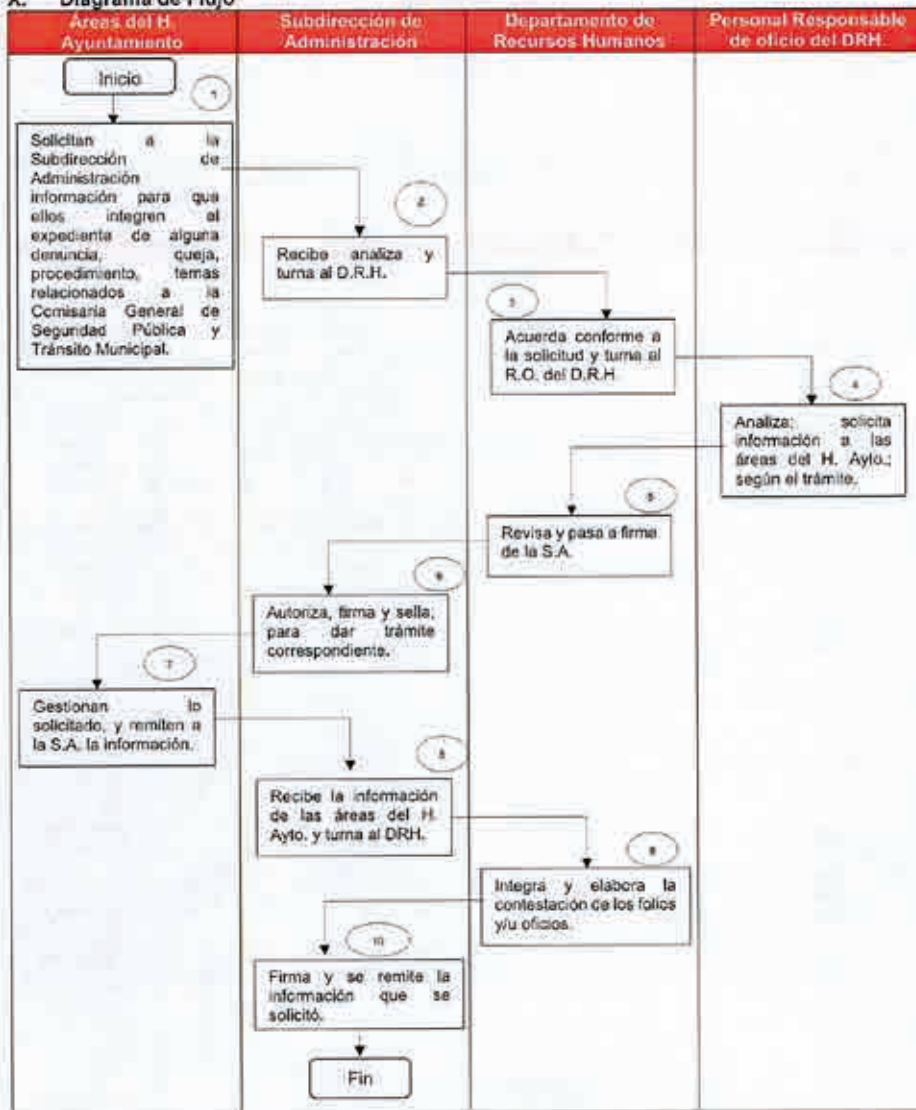 X. Diagrama de Flujo
Áreas del H.
Ayuntamiento
Subdirección de
Administración
Departamento de
Recursos Humanos
Personal Responsable
de oficio del DRH
Inicio
1
Solicitan a la
Subdirección de
Administración
información para que
ellos integren el
expediente de alguna
denuncia, queja,
procedimiento, temas
relacionados a la
Comisaría General de
Seguridad Pública y
Tránsito Municipal.
2
Recibe analiza y
turna al D.R.H.
3
Acuerda conforme a
la solicitud y turna al
R.O. del D.R.H.
4
Analiza; solicita
información a las
áreas del H. Ayto.;
según el trámite.
5
Revisa y pasa a firma
de la S.A.
6
Autoriza, firma y sella,
para dar trámite
correspondiente.
7
Gestionan lo
solicitado, y remiten a
la S.A. la información.
8
Recibe la información
de las áreas del H.
Ayto. y turna al DRH.
9
Integra y elabora la
contestación de los folios
y/u oficios.
10
Firma y se remite la
información que se
solicitó.
Fin